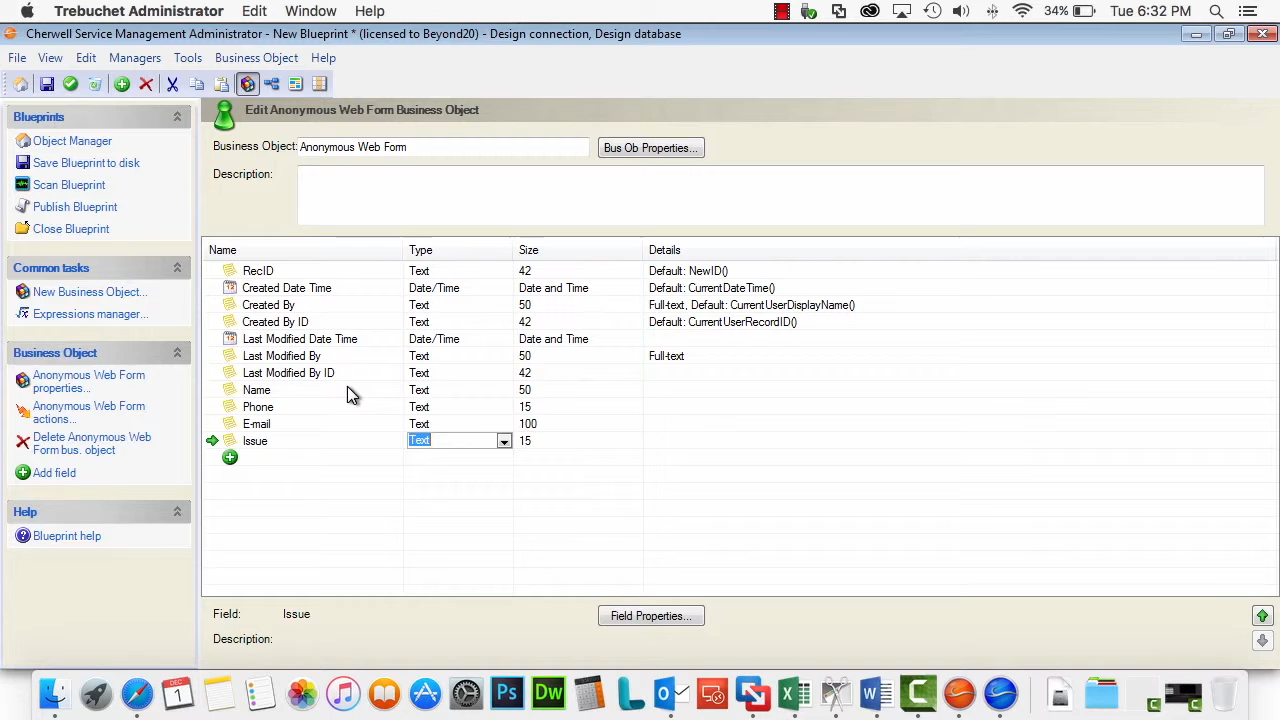 Trebuchet Administrator Edit Window Help 34% Tue 6:32 PM
Cherwell Service Management Administrator - New Blueprint * (licensed to Beyond20) - Design connection, Design database
File View Edit Managers Tools Business Object Help
Blueprints
Object Manager
Save Blueprint to disk
Scan Blueprint
Publish Blueprint
Close Blueprint
Common tasks
New Business Object...
Expressions manager...
Business Object
Anonymous Web Form
properties...
Anonymous Web Form
actions...
Delete Anonymous Web
Form bus. object
Add field
Help
Blueprint help
Edit Anonymous Web Form Business Object
Business Object: Anonymous Web Form Bus Ob Properties...
Description:
Name Type Size Details
RecID Text 42 Default: NewID()
Created Date Time Date/Time Date and Time Default: CurrentDateTime()
Created By Text 50 Full-text, Default: CurrentUserDisplayName()
Created By ID Text 42 Default: CurrentUserRecordID()
Last Modified Date Time Date/Time Date and Time
Last Modified By Text 50 Full-text
Last Modified By ID Text 42
Name Text 50
Phone Text 15
E-mail Text 100
Issue Text 15
Field: Issue Field Properties...
Description:
DEC
1
Ps Dw